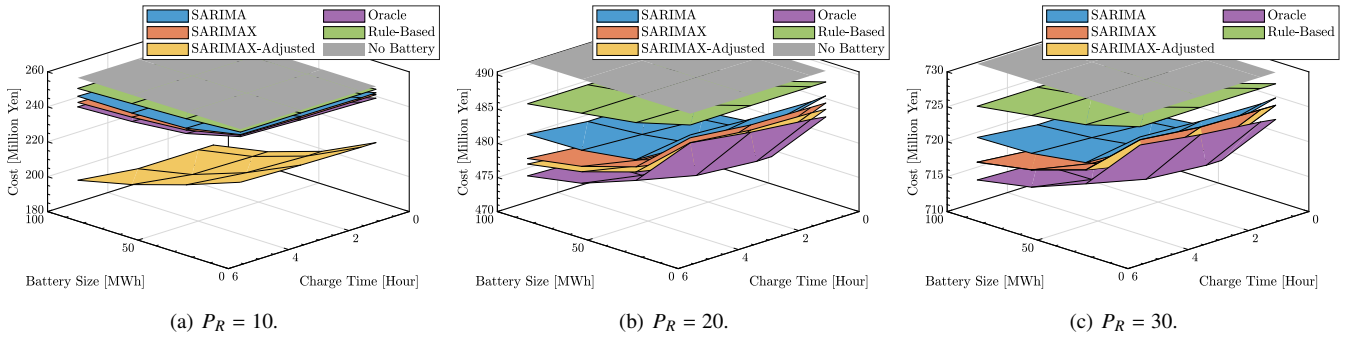 SARIMA
SARIMAX
SARIMAX-Adjusted
Oracle
Rule-Based
No Battery
Cost [Million Yen]
260
240
220
200
180
100
50
0
6
4
2
0
Battery Size [MWh]
Charge Time [Hour]
(a) P_R = 10.
SARIMA
SARIMAX
SARIMAX-Adjusted
Oracle
Rule-Based
No Battery
Cost [Million Yen]
490
485
480
475
470
100
50
0
6
4
2
0
Battery Size [MWh]
Charge Time [Hour]
(b) P_R = 20.
SARIMA
SARIMAX
SARIMAX-Adjusted
Oracle
Rule-Based
Cost [Million Yen]
730
725
720
715
710
100
50
0
6
4
2
0
Battery Size [MWh]
Charge Time [Hour]
(c) P_R = 30.